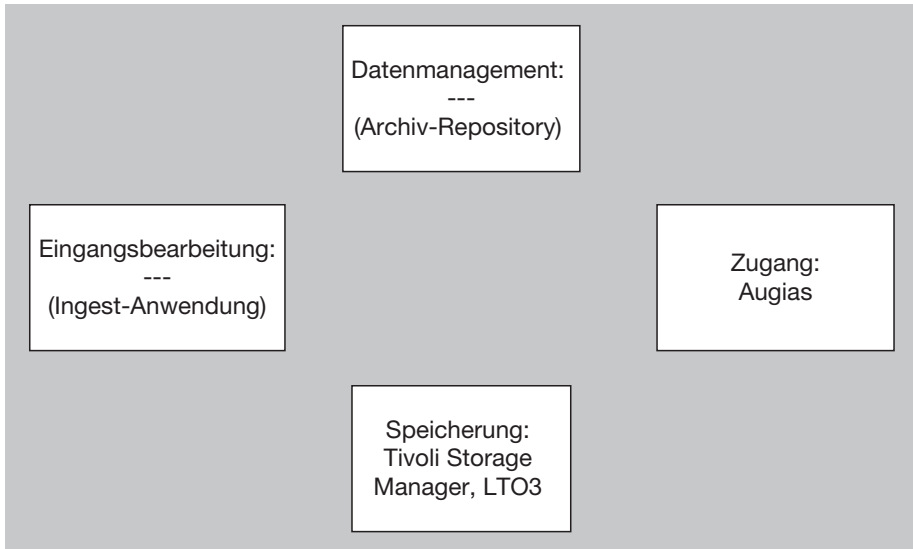 Datenmanagement:
---
(Archiv-Repository)
Eingangsbearbeitung:
---
(Ingest-Anwendung)
Zugang:
Augias
Speicherung:
Tivoli Storage
Manager, LTO3